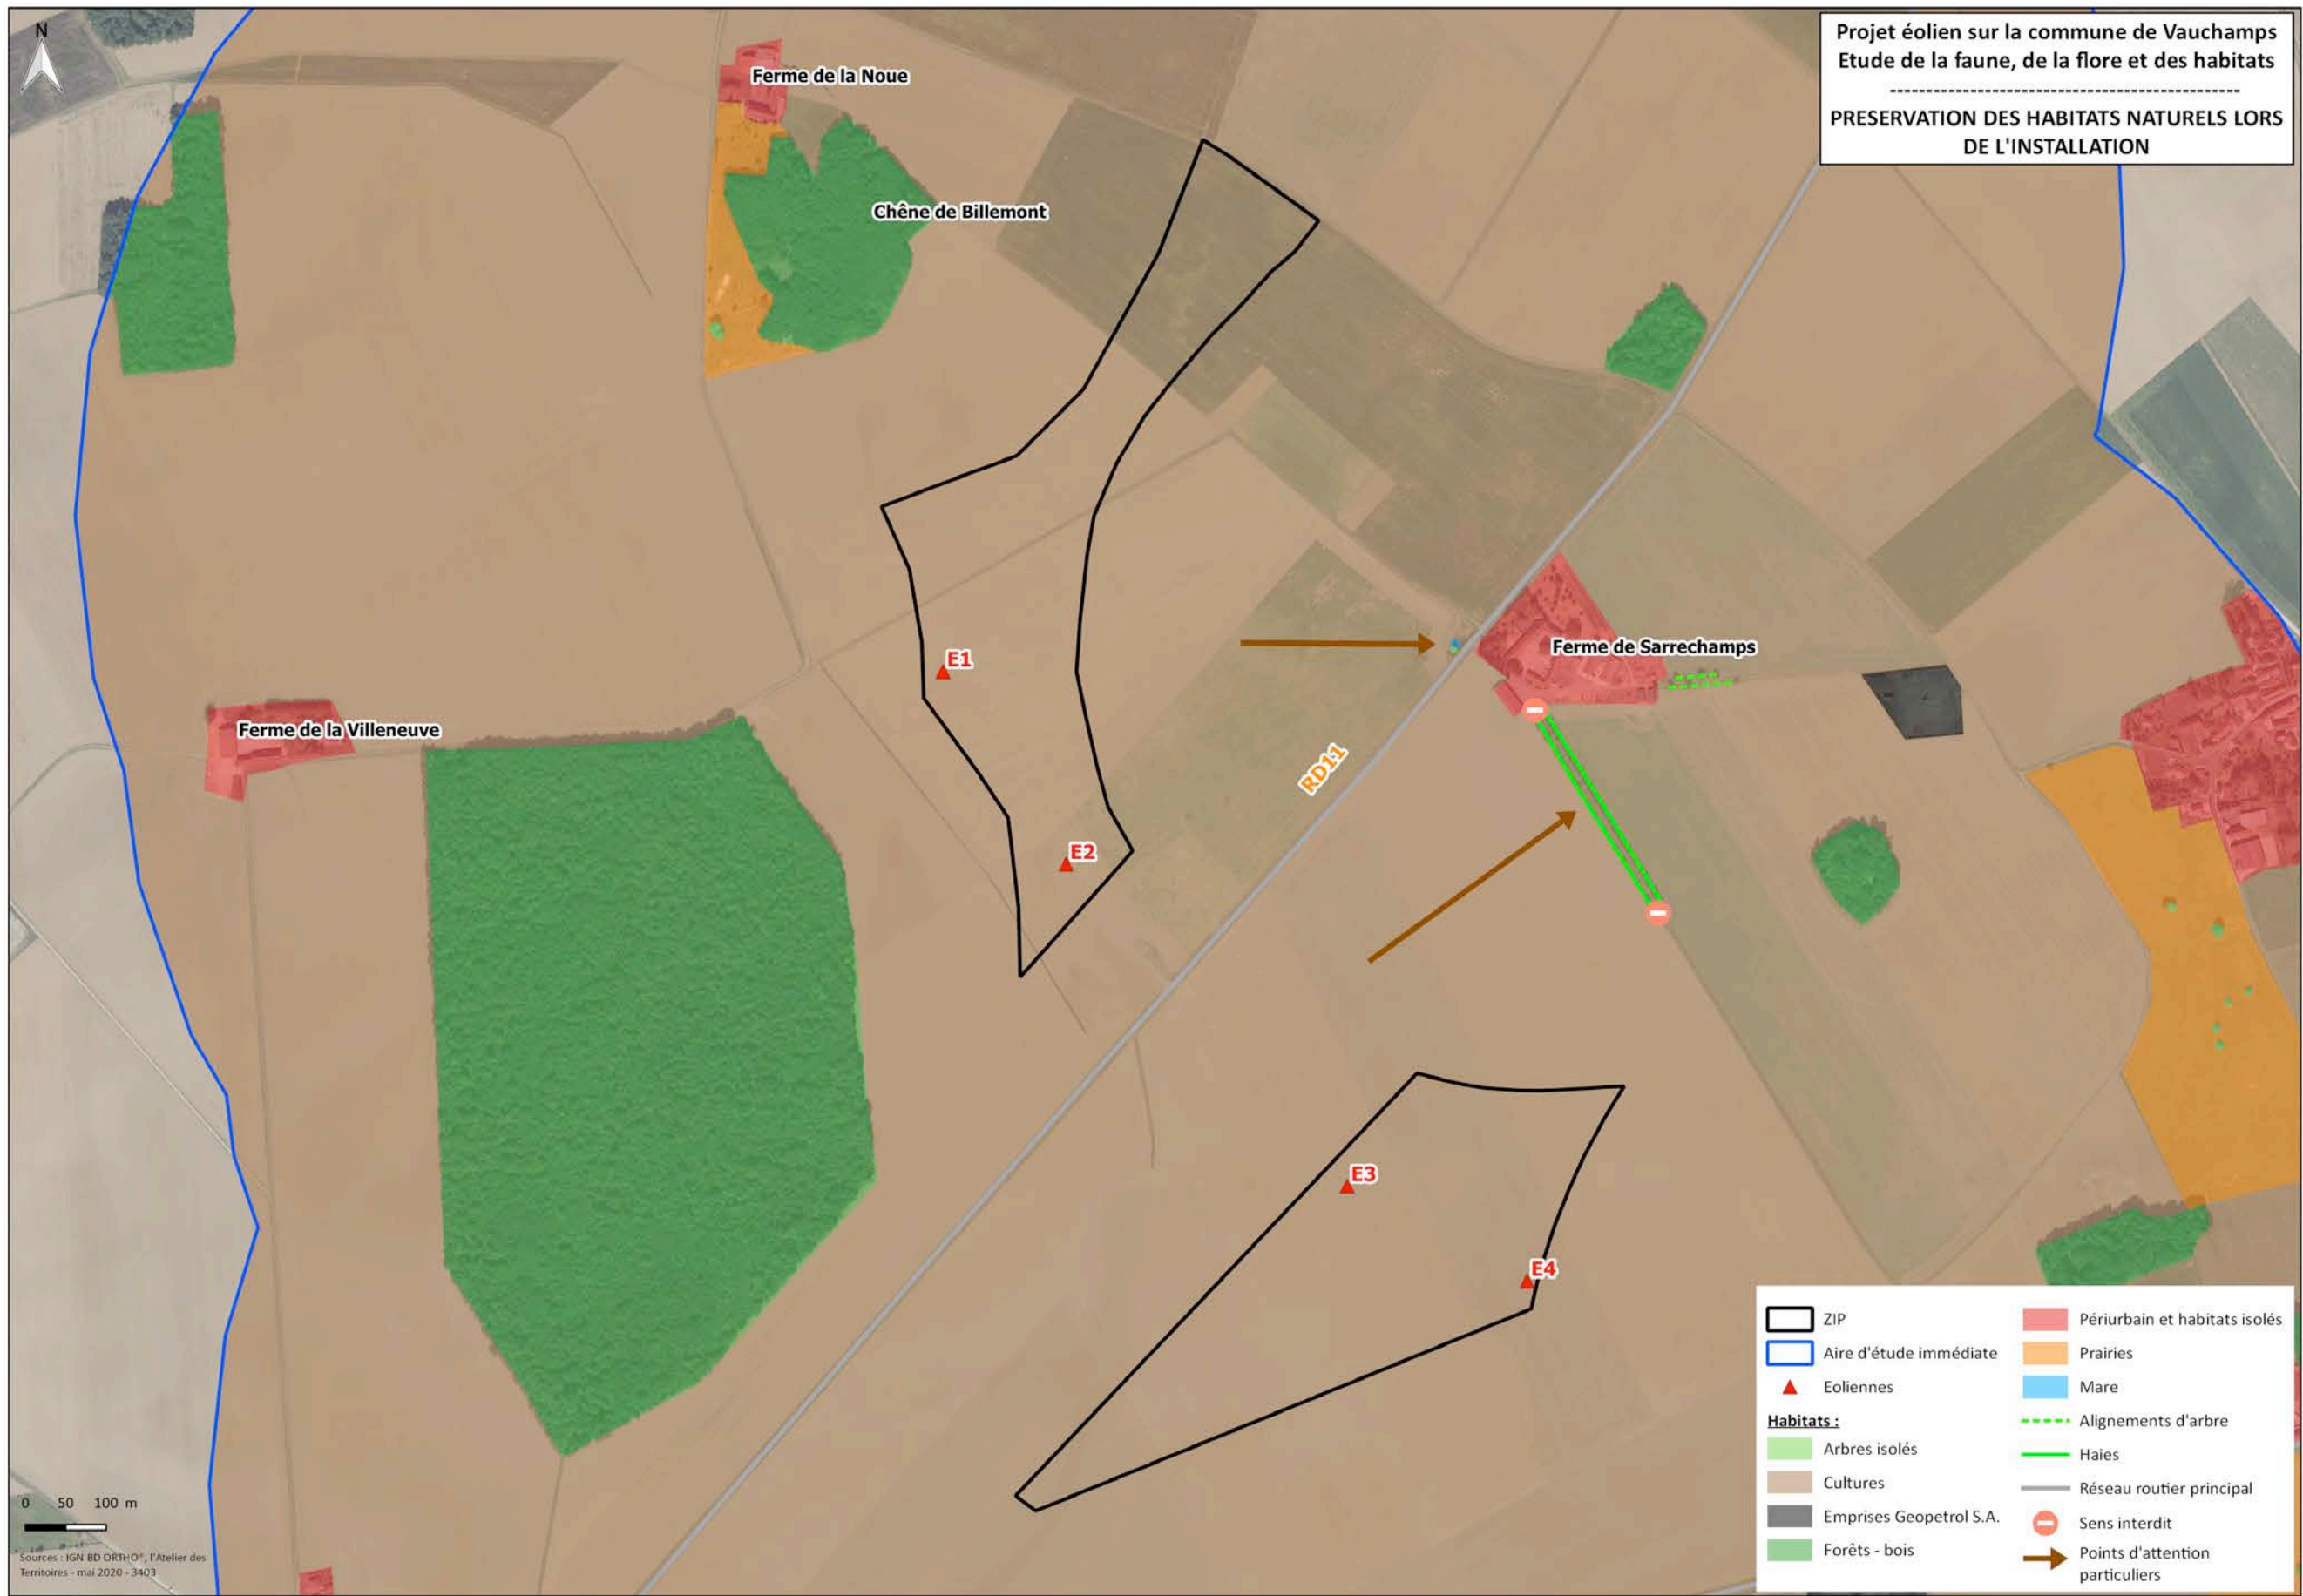 N
Projet éolien sur la commune de Vauchamps
Etude de la faune, de la flore et des habitats
------------------------------------------------
PRESERVATION DES HABITATS NATURELS LORS
DE L'INSTALLATION
Ferme de la Noue
Chêne de Billemont
Ferme de Sarrechamps
E1
Ferme de la Villeneuve
RD11
E2
E3
E4
ZIP
Aire d'étude immédiate
Eoliennes
Habitats :
Arbres isolés
Cultures
Emprises Geopetrol S.A.
Forêts - bois
Périurbain et habitats isolés
Prairies
Mare
Alignements d'arbre
Haies
Réseau routier principal
Sens interdit
Points d'attention
particuliers
0 50 100 m
Sources : IGN BD ORTHO®, l'Atelier des
Territoires - mai 2020 - 3403